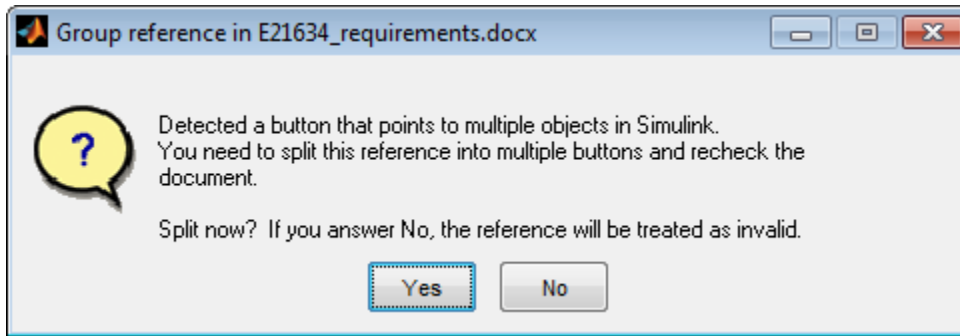 Group reference in E21634_requirements.docx
?
Detected a button that points to multiple objects in Simulink.
You need to split this reference into multiple buttons and recheck the
document.
Split now? If you answer No, the reference will be treated as invalid.
Yes No